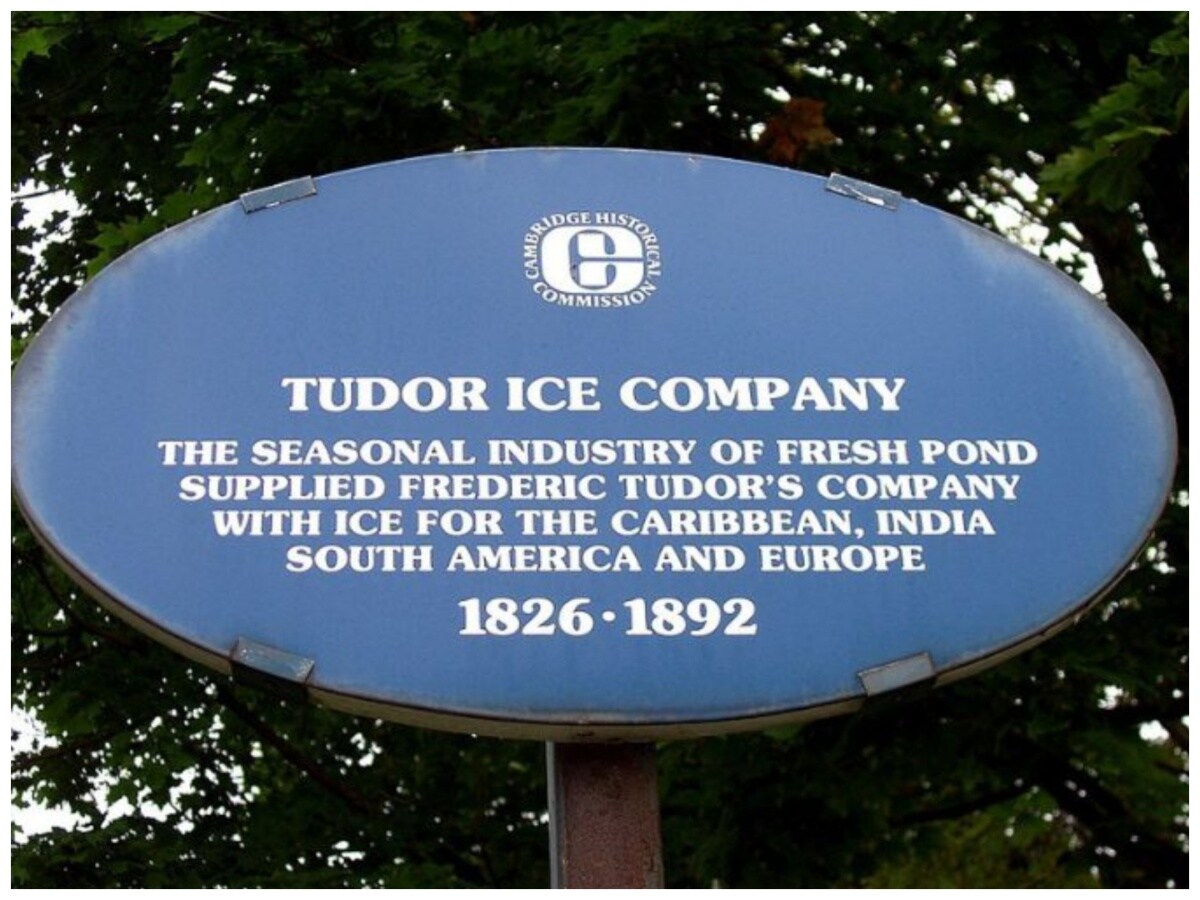 CAMBRIDGE HISTORICAL
COMMISSION
TUDOR ICE COMPANY
THE SEASONAL INDUSTRY OF FRESH POND
SUPPLIED FREDERIC TUDOR'S COMPANY
WITH ICE FOR THE CARIBBEAN, INDIA
SOUTH AMERICA AND EUROPE
1826·1892